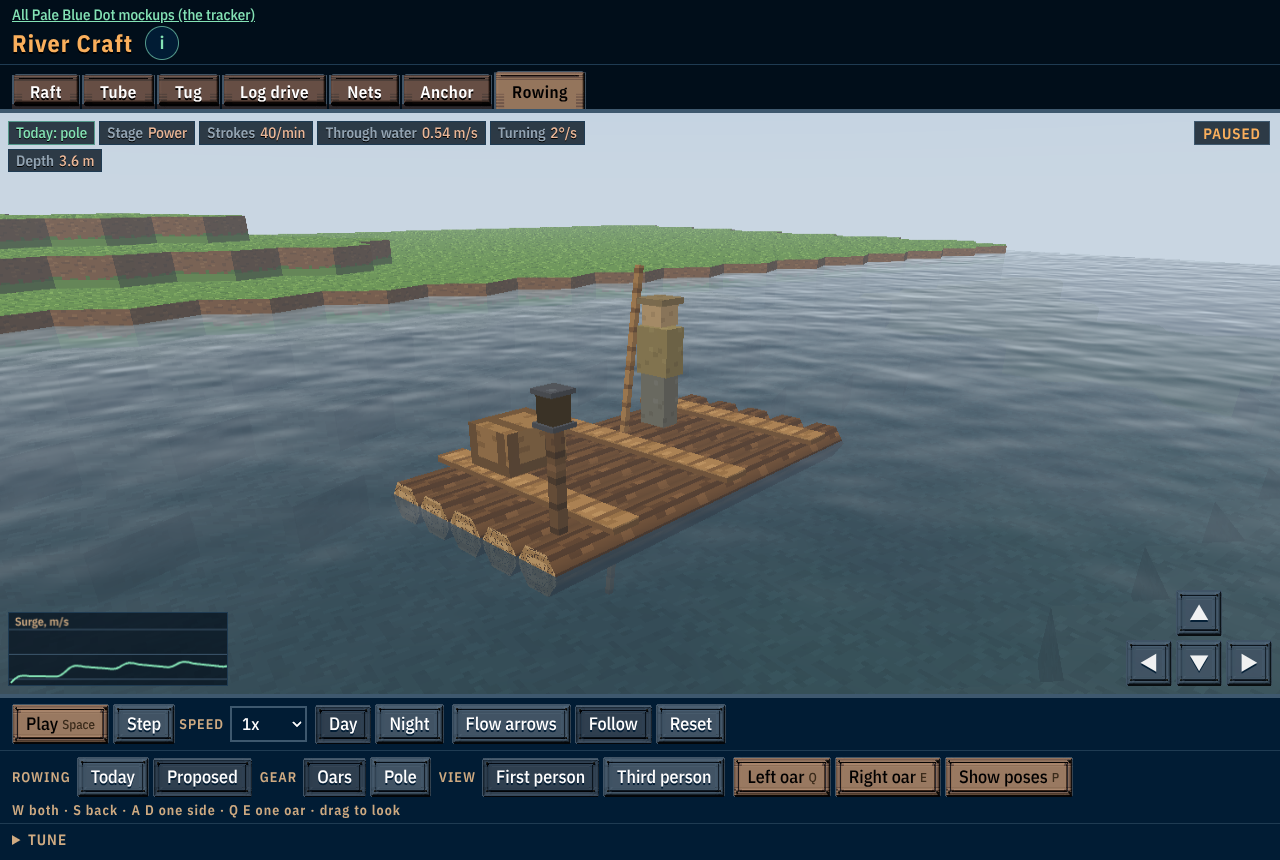 All Pale Blue Dot mockups (the tracker)
River Craft i
Raft Tube Tug Log drive Nets Anchor Rowing
Today: pole Stage Power Strokes 40/min Through water 0.54 m/s Turning 2°/s PAUSED
Depth 3.6 m
Surge, m/s
Play Space Step SPEED 1x Day Night Flow arrows Follow Reset
ROWING Today Proposed GEAR Oars Pole VIEW First person Third person Left oar Q Right oar E Show poses P
W both · S back · A D one side · Q E one oar · drag to look
TUNE